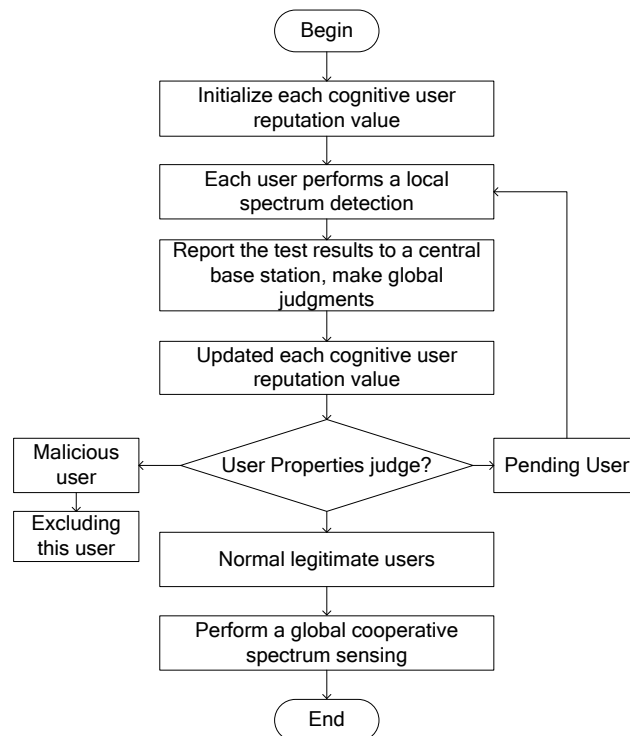 Begin
Initialize each cognitive user
reputation value
Each user performs a local
spectrum detection
Report the test results to a central
base station, make global
judgments
Updated each cognitive user
reputation value
Malicious
user
User Properties judge?
Pending User
Excluding
this user
Normal legitimate users
Perform a global cooperative
spectrum sensing
End